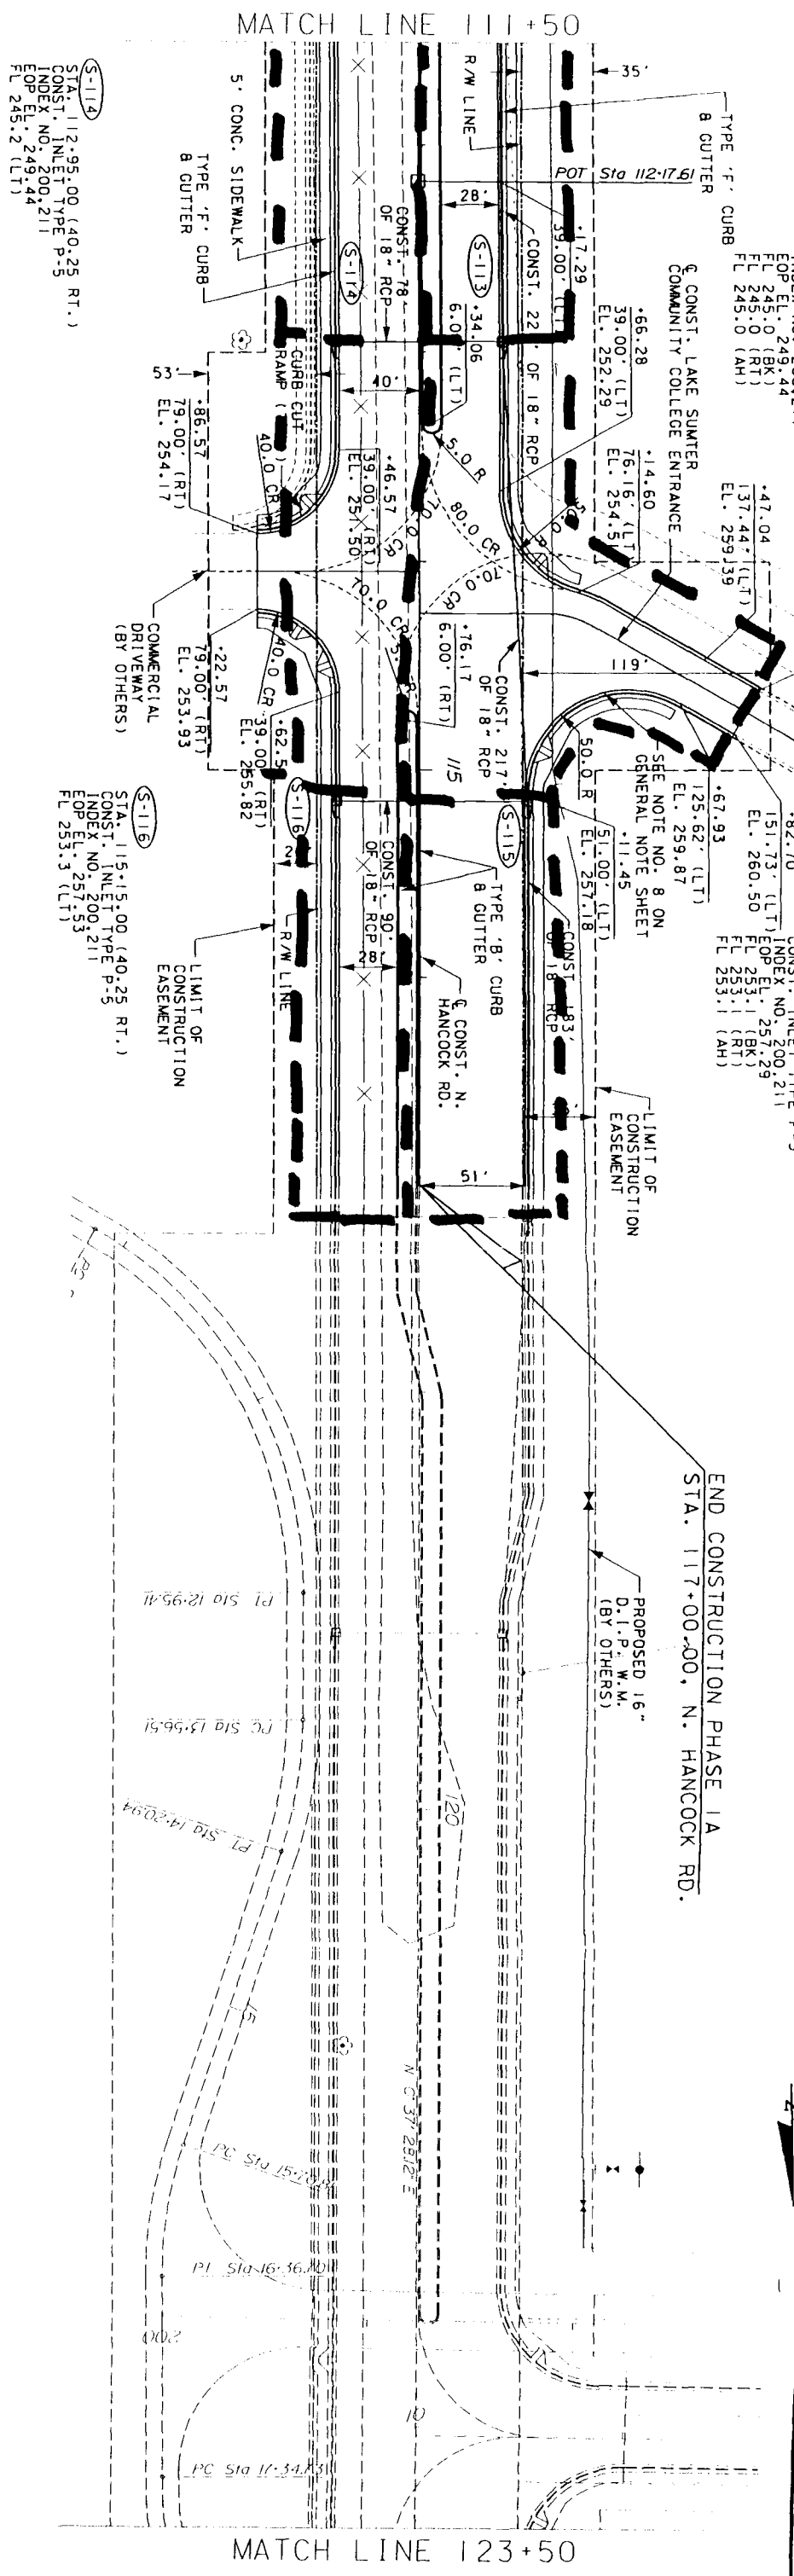 MATCH LINE 111+50
35'
R/W LINE
TYPE 'F' CURB
& GUTTER
POT Sta 112+17.61
5' CONC. SIDEWALK
TYPE 'F' CURB
& GUTTER
S-114
STA. 112+95.00 (40.25 RT.)
CONST. INLET TYPE P-5
INDEX NO. 200,211
EOP EL. 249.44
FL 245.2 (LT)
S-114
CONST. 78'
OF 18" RCP
28'
S-113
CONST. 22
OF 18" RCP
+17.29
39.00' (LT)
EOP EL. 249.44
FL 245.0 (BK)
FL 245.0 (RT)
FL 245.0 (AH)
℄ CONST. LAKE SUMTER
COMMUNITY COLLEGE ENTRANCE
+34.06
6.00' (LT)
+66.28
39.00' (LT)
EL. 252.29
+14.60
76.16' (LT)
EL. 254.51
+47.04
137.44' (LT)
EL. 259.39
53'
CURB CUT
RAMP
40'
5.0 R
+86.57
79.00' (RT)
EL. 254.17
40.0 CR
+46.57
39.00' (RT)
80.0 CR
70.0 CR
70.0 CR
COMMERCIAL
DRIVEWAY
(BY OTHERS)
+22.57
79.00' (RT)
EL. 253.93
40.0 CR
39.00' (RT)
EL. 255.82
+76.17
6.00' (RT)
115
CONST. 217'
OF 18" RCP
119'
50.0 R
SEE NOTE NO. 8 ON
GENERAL NOTE SHEET
+67.93
125.62' (LT)
EL. 259.87
+82.70
151.73' (LT)
EL. 260.50
INDEX NO. 200,211
EOP EL. 257.29
FL 253.1 (BK)
FL 253.1 (RT)
FL 253.1 (AH)
S-116
STA. 115+15.00 (40.25 RT.)
CONST. INLET TYPE P-5
INDEX NO. 200,211
EOP EL. 257.53
FL 253.3 (LT)
S-116
S-115
+11.45
51.00' (LT)
EL. 257.18
R/W LINE
CONST. 90'
OF 18" RCP
28'
TYPE 'B' CURB
& GUTTER
℄ CONST. N.
HANCOCK RD.
LIMIT OF
CONSTRUCTION
EASEMENT
LIMIT OF
CONSTRUCTION
EASEMENT
51'
END CONSTRUCTION PHASE 1A
STA. 117+00.00, N. HANCOCK RD.
PROPOSED 16"
D.I.P. W.M.
(BY OTHERS)
PI Sta 12+95.41
PC Sta 13+56.51
PI Sta 14+20.94
120
15
PC Sta
PI Sta 16+36.
10
PC Sta 17+34.
MATCH LINE 123+50